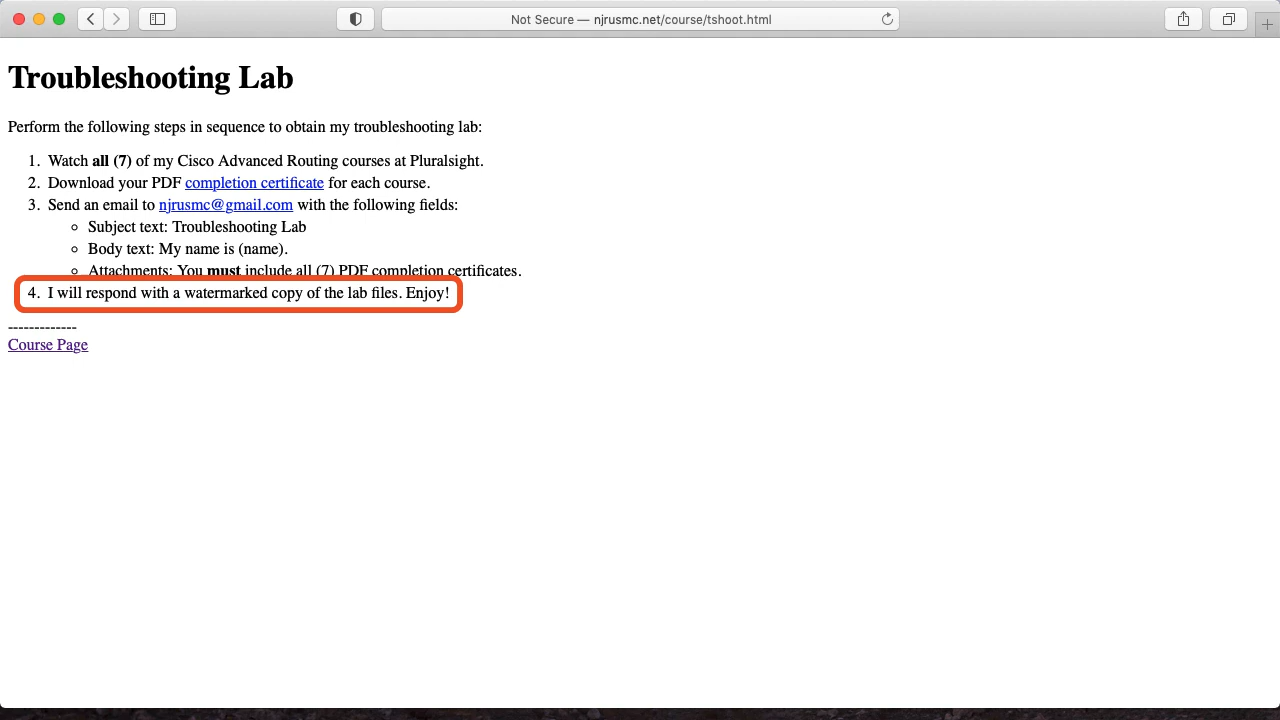 Not Secure — njrusmc.net/course/tshoot.html
Troubleshooting Lab
Perform the following steps in sequence to obtain my troubleshooting lab:
1. Watch all (7) of my Cisco Advanced Routing courses at Pluralsight.
2. Download your PDF completion certificate for each course.
3. Send an email to njrusmc@gmail.com with the following fields:
Subject text: Troubleshooting Lab
Body text: My name is (name).
Attachments: You must include all (7) PDF completion certificates.
4. I will respond with a watermarked copy of the lab files. Enjoy!
-------------
Course Page